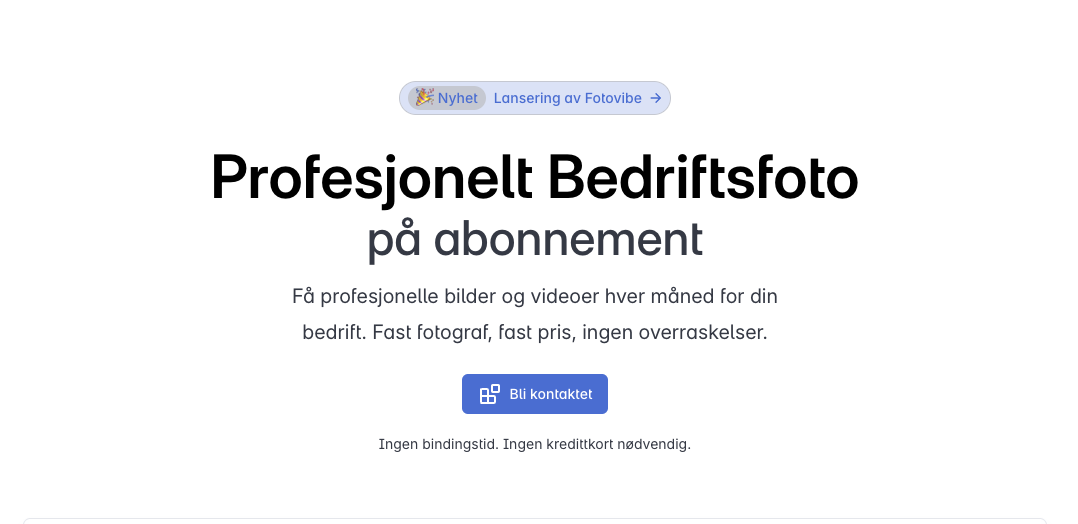 🎉 Nyhet Lansering av Fotovibe →
Profesjonelt Bedriftsfoto
på abonnement
Få profesjonelle bilder og videoer hver måned for din
bedrift. Fast fotograf, fast pris, ingen overraskelser.
Bli kontaktet
Ingen bindingstid. Ingen kredittkort nødvendig.